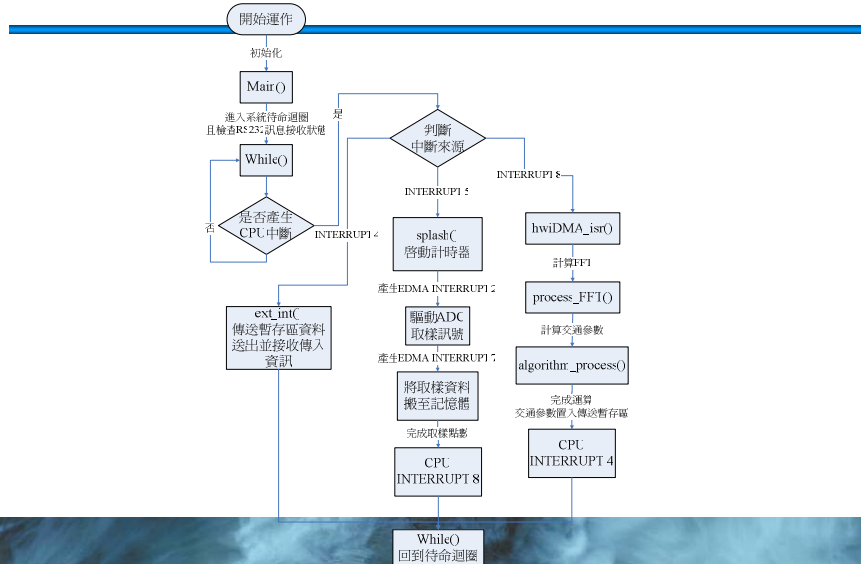 開始運作
初始化
Main()
進入系統待命迴圈
且檢查RS232訊息接收狀態
While()
是否產生
CPU中斷
否
是
判斷
中斷來源
INTERRUPT 4
INTERRUPT 5
INTERRUPT 8
ext_int(
傳送暫存區資料
送出並接收傳入
資訊
splash(
啓動計時器
產生EDMA INTERRUPT 2
驅動ADC
取樣訊號
產生EDMA INTERRUPT 7
將取樣資料
搬至記憶體
完成取樣點數
CPU
INTERRUPT 8
hwiDMA_isr()
計算FFT
process_FFT()
計算交通參數
algorithm_process()
完成運算
交通參數置入傳送暫存區
CPU
INTERRUPT 4
While()
回到待命迴圈